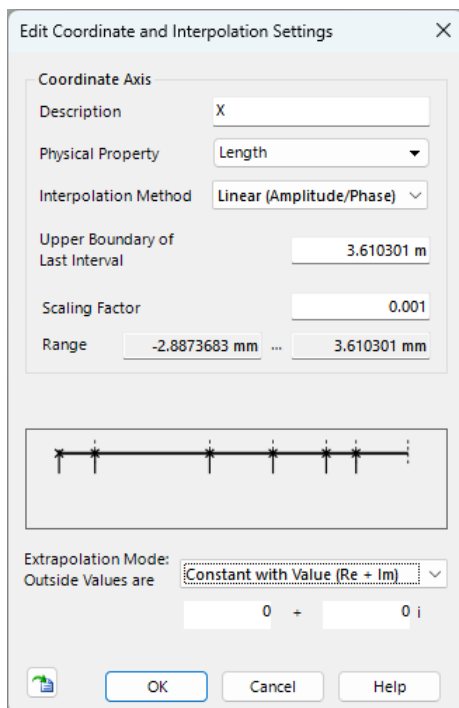 Edit Coordinate and Interpolation Settings
Coordinate Axis
Description X
Physical Property Length
Interpolation Method Linear (Amplitude/Phase)
Upper Boundary of
Last Interval 3.610301 m
Scaling Factor 0.001
Range -2.8873683 mm ... 3.610301 mm
Extrapolation Mode:
Outside Values are Constant with Value (Re + Im)
0 + 0 i
OK Cancel Help